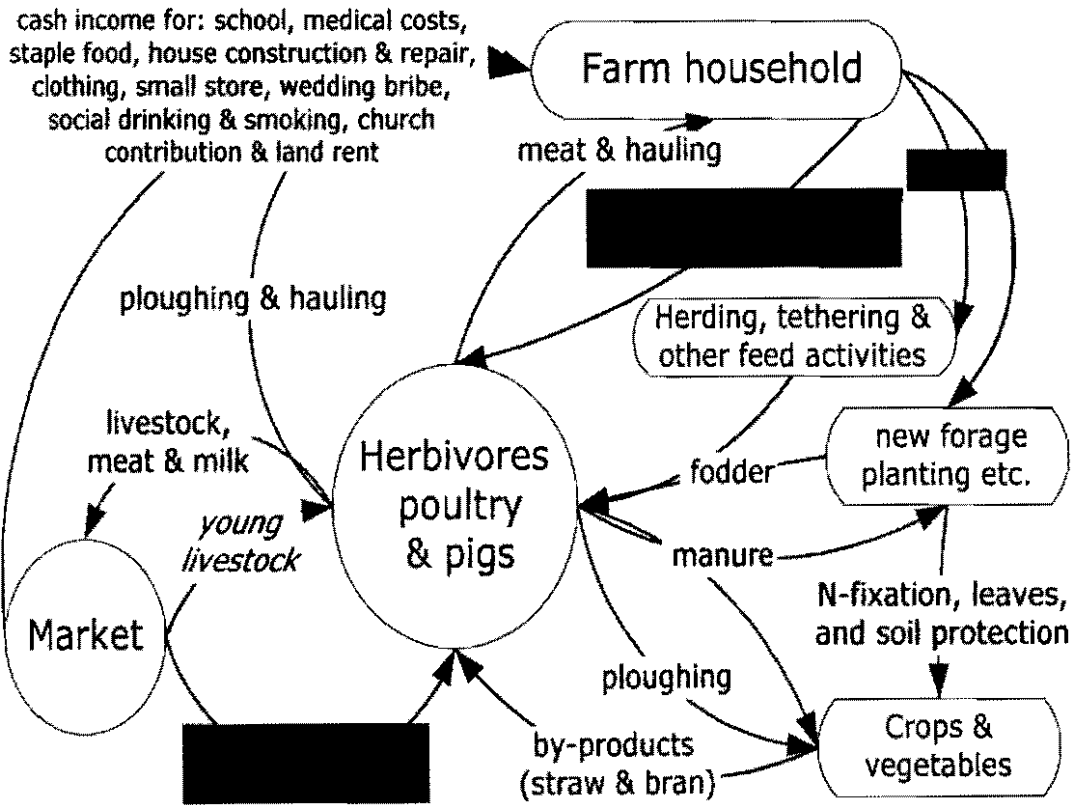 cash income for: school, medical costs,
staple food, house construction & repair,
clothing, small store, wedding bribe,
social drinking & smoking, church
contribution & land rent
Farm household
meat & hauling
ploughing & hauling
Herding, tethering &
other feed activities
livestock,
meat & milk
Herbivores
poultry
& pigs
fodder
new forage
planting etc.
young
livestock
manure
Market
N-fixation, leaves,
and soil protection
ploughing
by-products
(straw & bran)
Crops &
vegetables